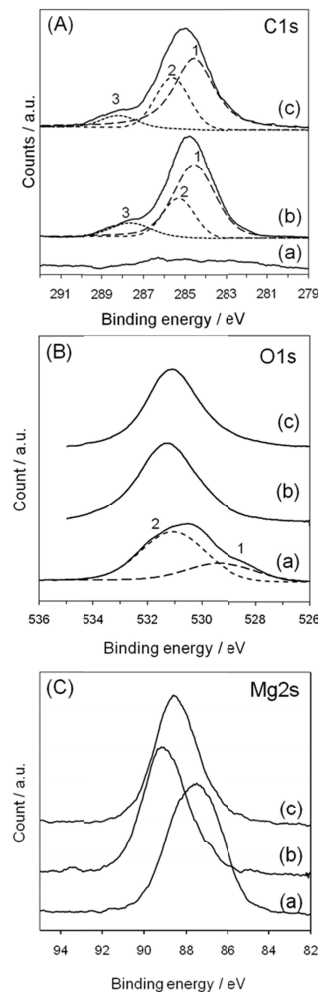 (A)
C1s
3
2
1
(c)
3
2
1
(b)
(a)
Counts / a.u.
291 289 287 285 283 281 279
Binding energy / eV
(B)
O1s
(c)
(b)
2
1
(a)
Count / a.u.
536 534 532 530 528 526
Binding energy / eV
(C)
Mg2s
(c)
(b)
(a)
Count / a.u.
94 92 90 88 86 84 82
Binding energy / eV